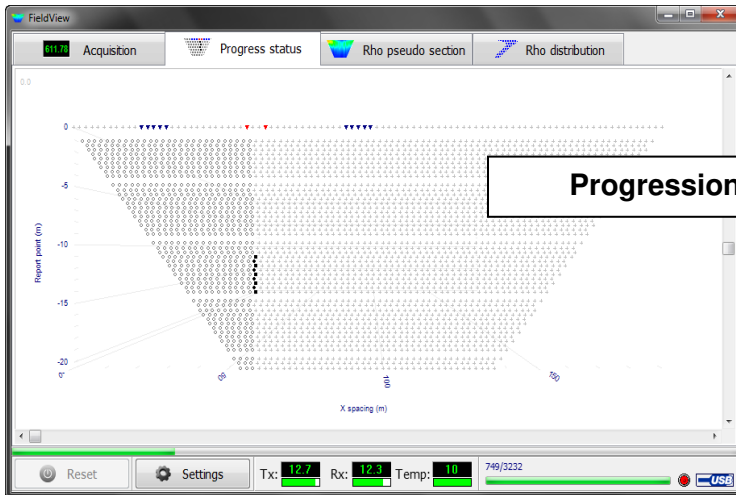 FieldView
611.78 Acquisition
Progress status
Rho pseudo section
Rho distribution
0.0
0
-5
Progression
-10
Report point (m)
-15
-20
0"
50
100
150
X spacing (m)
Reset
Settings
Tx: 12.7
Rx: 12.3
Temp: 10
749/3232
USB